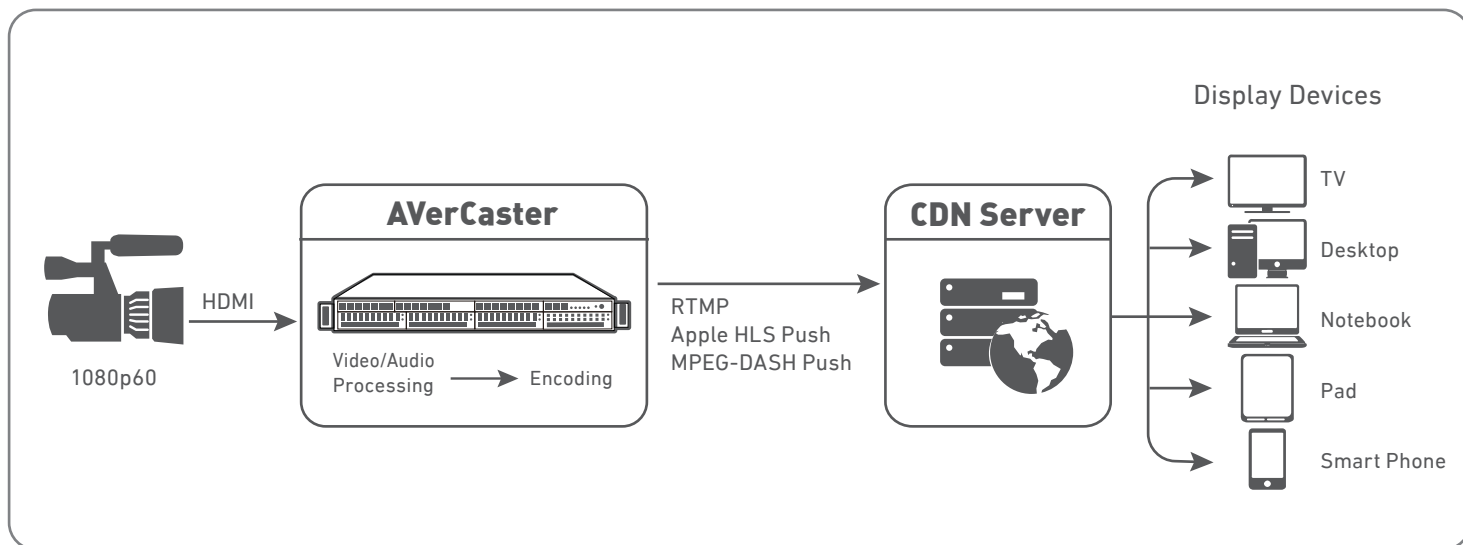 Display Devices
AVerCaster
CDN Server
TV
Desktop
HDMI
RTMP
Apple HLS Push
MPEG-DASH Push
Notebook
1080p60
Video/Audio
Processing
Encoding
Pad
Smart Phone